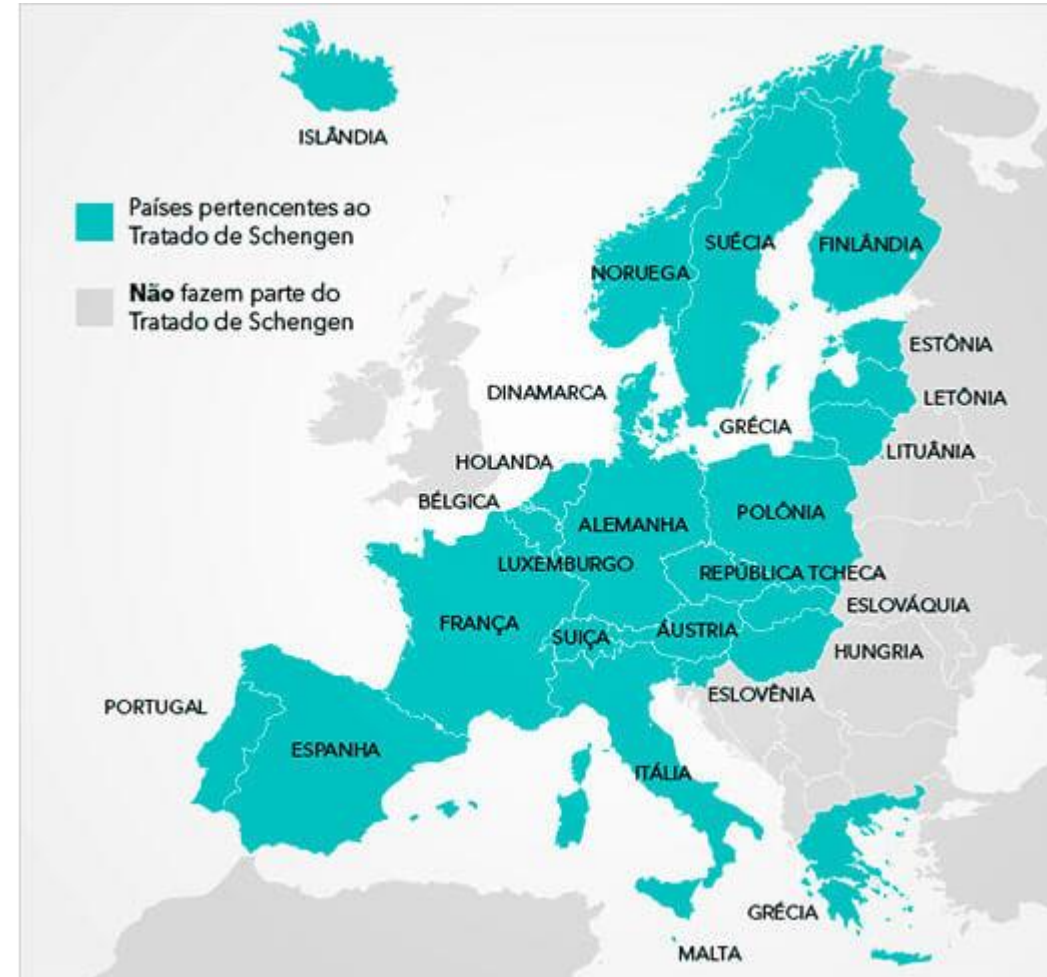 ISLÂNDIA
Países pertencentes ao
Tratado de Schengen
Não fazem parte do
Tratado de Schengen
SUÉCIA
FINLÂNDIA
NORUEGA
ESTÔNIA
DINAMARCA
LETÔNIA
GRÉCIA
LITUÂNIA
HOLANDA
BÉLGICA
POLÔNIA
ALEMANHA
LUXEMBURGO
REPÚBLICA TCHECA
ESLOVÁQUIA
FRANÇA
SUIÇA
ÁUSTRIA
HUNGRIA
ESLOVÊNIA
PORTUGAL
ESPANHA
ITÁLIA
GRÉCIA
MALTA